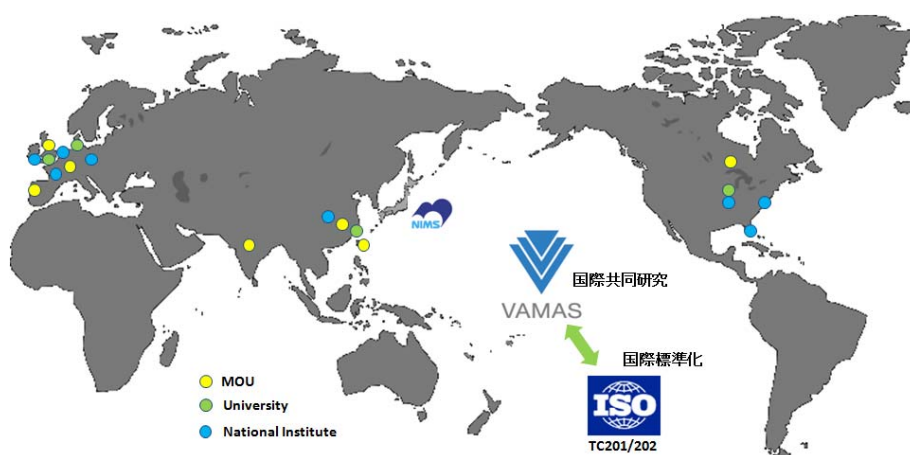 NIMS
国際共同研究
VAMAS
国際標準化
MOU
University
National Institute
ISO
TC201/202